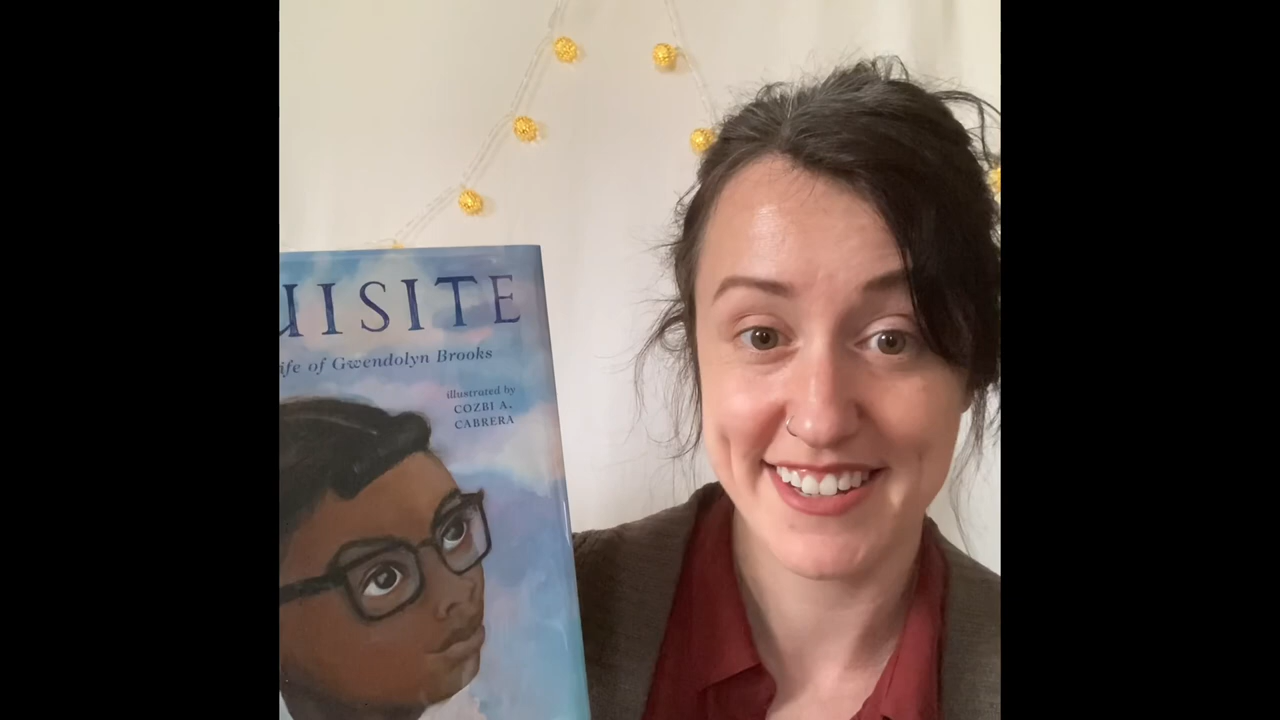 UISITE
ife of Gwendolyn Brooks
illustrated by
COZBI A.
CABRERA